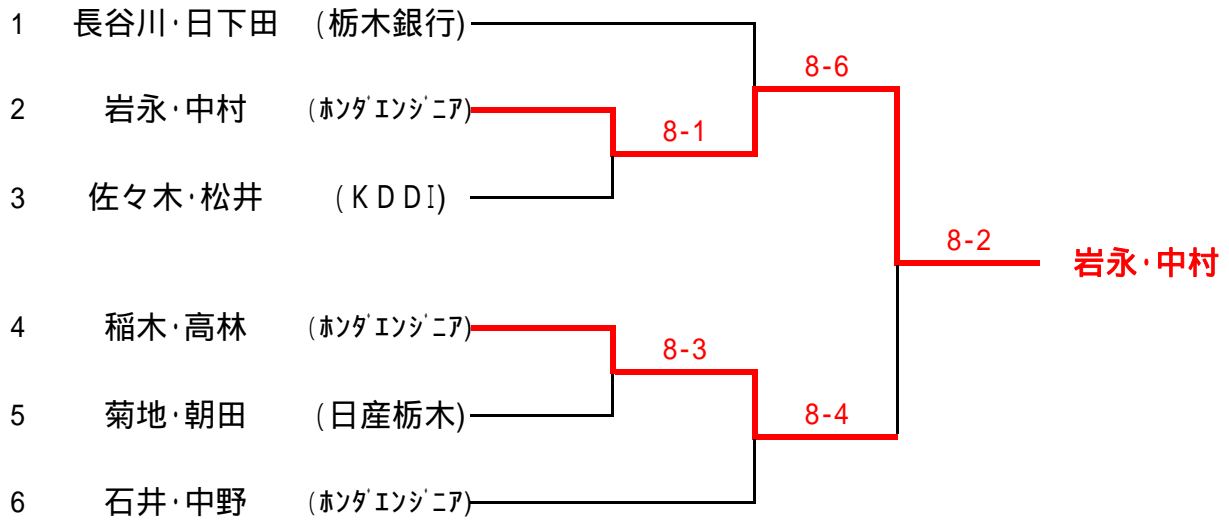 1 長谷川・日下田 (栃木銀行)
8-6
2 岩永・中村 (ﾎﾝﾀﾞｴﾝｼﾞﾆｱ)
8-1
3 佐々木・松井 (ＫＤＤＩ)
8-2
岩永・中村
4 稲木・高林 (ﾎﾝﾀﾞｴﾝｼﾞﾆｱ)
8-3
5 菊地・朝田 (日産栃木)
8-4
6 石井・中野 (ﾎﾝﾀﾞｴﾝｼﾞﾆｱ)